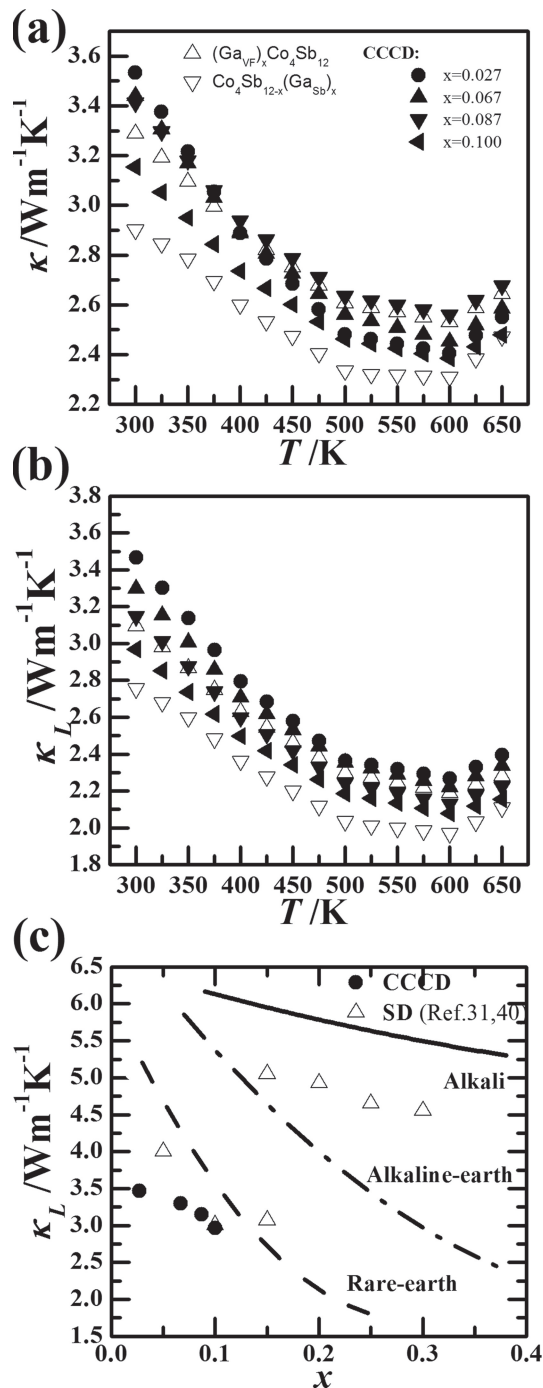 (a)
3.6
3.4
3.2
3.0
2.8
2.6
2.4
2.2
κ /Wm⁻¹K⁻¹
(Ga_VF)_xCo₄Sb₁₂
Co₄Sb₁₂₋ₓ(Ga_Sb)_x
CCCD:
x=0.027
x=0.067
x=0.087
x=0.100
300 350 400 450 500 550 600 650
T /K
(b)
3.8
3.6
3.4
3.2
3.0
2.8
2.6
2.4
2.2
2.0
1.8
κ_L /Wm⁻¹K⁻¹
300 350 400 450 500 550 600 650
T /K
(c)
6.5
6.0
5.5
5.0
4.5
4.0
3.5
3.0
2.5
2.0
1.5
κ_L /Wm⁻¹K⁻¹
CCCD
SD (Ref.31,40)
Alkali
Alkaline-earth
Rare-earth
0.0 0.1 0.2 0.3 0.4
x